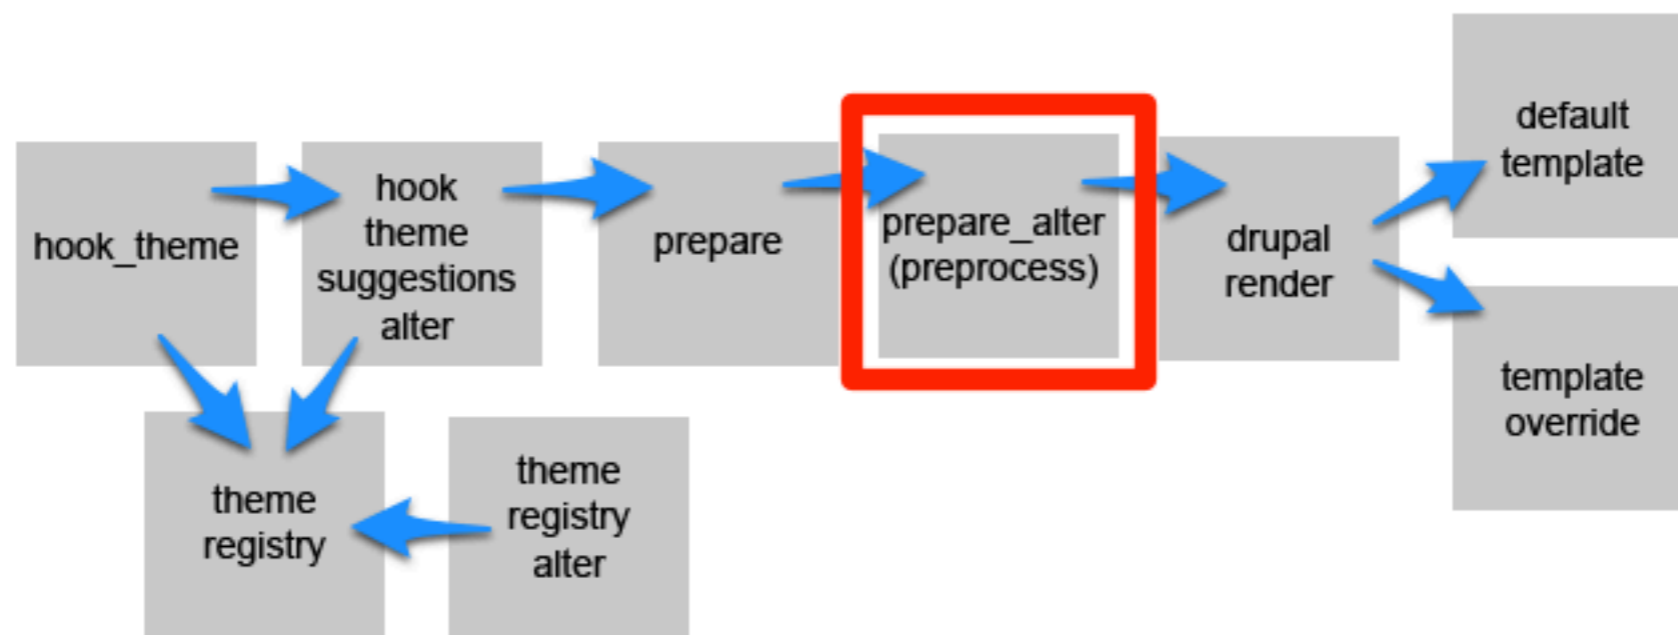 hook_theme
hook
theme
suggestions
alter
prepare
prepare_alter
(preprocess)
drupal
render
default
template
template
override
theme
registry
theme
registry
alter